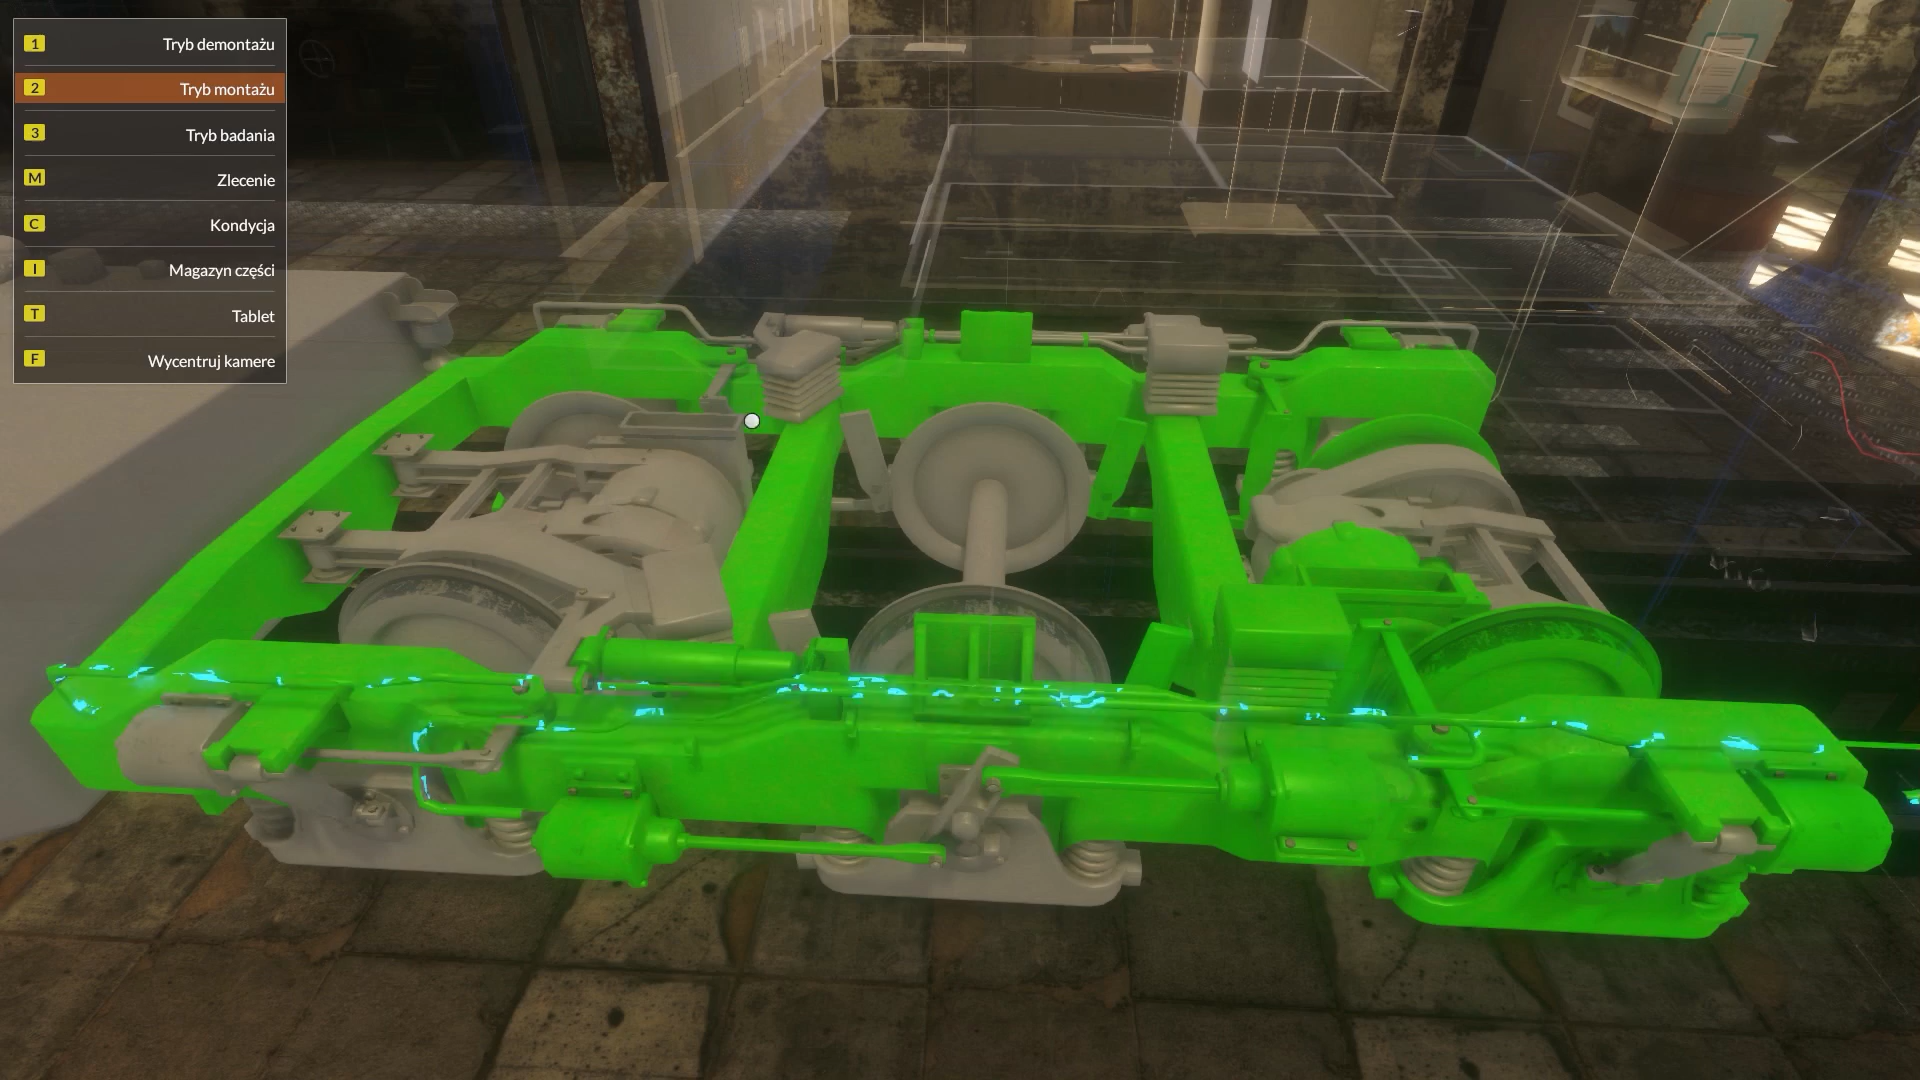 1 Tryb demontażu
2 Tryb montażu
3 Tryb badania
M Zlecenie
C Kondycja
I Magazyn części
T Tablet
F Wycentruj kamere